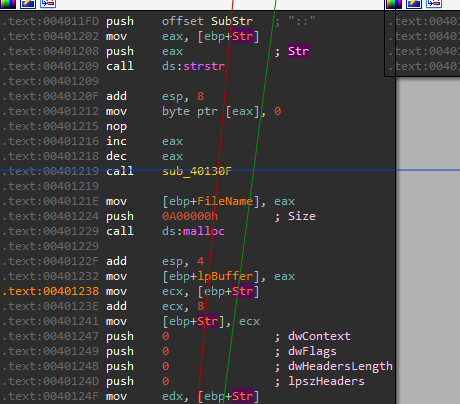 .text:004011FD push offset SubStr ; "::"
.text:00401202 mov eax, [ebp+Str]
.text:00401208 push eax ; Str
.text:00401209 call ds:strstr
.text:00401209
.text:0040120F add esp, 8
.text:00401212 mov byte ptr [eax], 0
.text:00401215 nop
.text:00401216 inc eax
.text:00401218 dec eax
.text:00401219 call sub_40130F
.text:00401219
.text:0040121E mov [ebp+FileName], eax
.text:00401224 push 0A00000h ; Size
.text:00401229 call ds:malloc
.text:00401229
.text:0040122F add esp, 4
.text:00401232 mov [ebp+lpBuffer], eax
.text:00401238 mov ecx, [ebp+Str]
.text:0040123E add ecx, 8
.text:00401241 mov [ebp+Str], ecx
.text:00401247 push 0 ; dwContext
.text:00401249 push 0 ; dwFlags
.text:0040124B push 0 ; dwHeadersLength
.text:0040124D push 0 ; lpszHeaders
.text:0040124F mov edx, [ebp+Str]
.text:0040
.text:0040
.text:0040
.text:0040